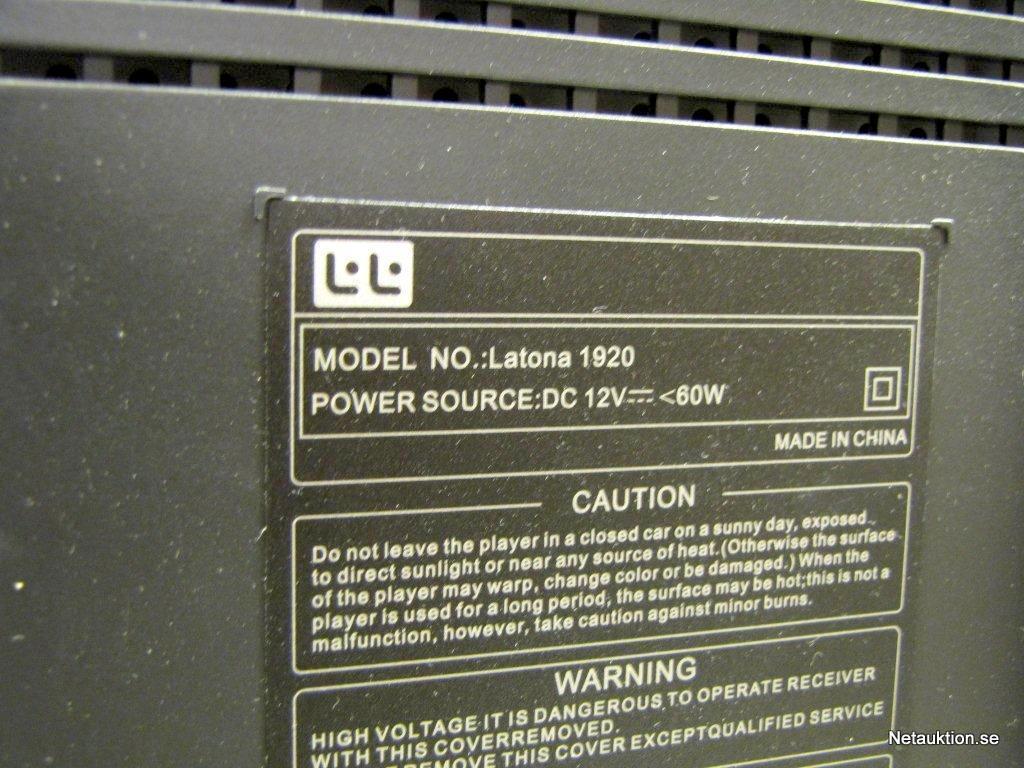 MODEL NO.:Latona 1920
POWER SOURCE:DC 12V⎓ <60W
MADE IN CHINA
CAUTION
Do not leave the player in a closed car on a sunny day, exposed
to direct sunlight or near any source of heat.(Otherwise the surface
of the player may warp, change color or be damaged.) When the
player is used for a long period, the surface may be hot;this is not a
malfunction, however, take caution against minor burns.
WARNING
HIGH VOLTAGE IT IS DANGEROUS TO OPERATE RECEIVER
WITH THIS COVERREMOVED.
REMOVE THIS COVER EXCEPTQUALIFIED SERVICE
Netauktion.se